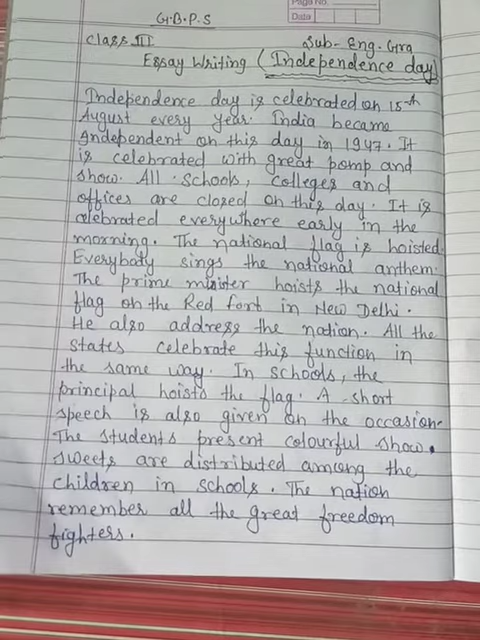 Page No.
Date
G.B.P.S
Class III
Sub- Eng. Gra
Essay Writing (Independence day)
Independence day is celebrated on 15th
August every year. India became
independent on this day in 1947. It
is celebrated with great pomp and
show. All schools, colleges and
offices are closed on this day. It is
celebrated everywhere early in the
morning. The national flag is hoisted.
Everybody sings the national anthem.
The prime minister hoists the national
flag on the Red fort in New Delhi.
He also address the nation. All the
states celebrate this function in
the same way. In schools, the
principal hoists the flag. A short
speech is also given on the occasion.
The students present colourful show.
sweets are distributed among the
children in schools. The nation
remember all the great freedom
fighters.